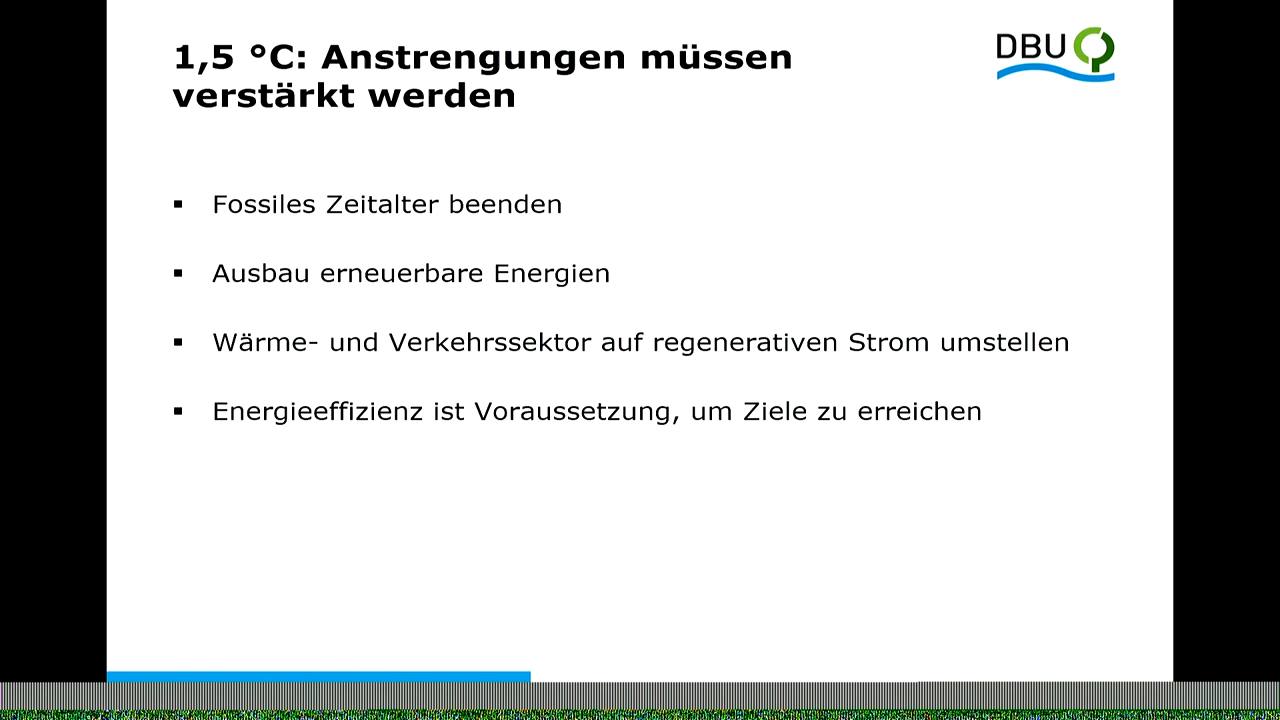 1,5 °C: Anstrengungen müssen
verstärkt werden
DBU
▪ Fossiles Zeitalter beenden
▪ Ausbau erneuerbare Energien
▪ Wärme- und Verkehrssektor auf regenerativen Strom umstellen
▪ Energieeffizienz ist Voraussetzung, um Ziele zu erreichen